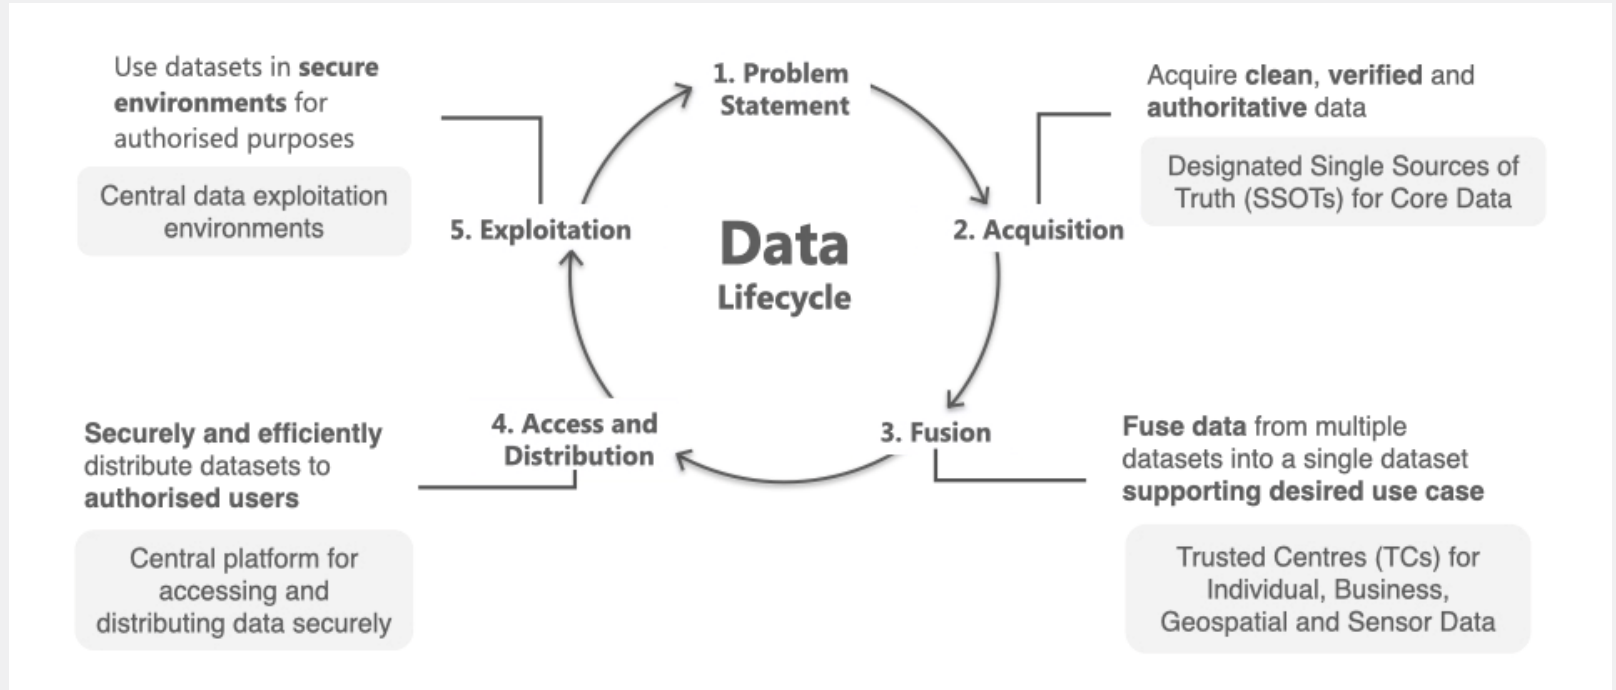 Use datasets in secure
environments for
authorised purposes
Central data exploitation
environments
1. Problem
Statement
Acquire clean, verified and
authoritative data
Designated Single Sources of
Truth (SSOTs) for Core Data
5. Exploitation
Data
Lifecycle
2. Acquisition
Securely and efficiently
distribute datasets to
authorised users
Central platform for
accessing and
distributing data securely
4. Access and
Distribution
3. Fusion
Fuse data from multiple
datasets into a single dataset
supporting desired use case
Trusted Centres (TCs) for
Individual, Business,
Geospatial and Sensor Data